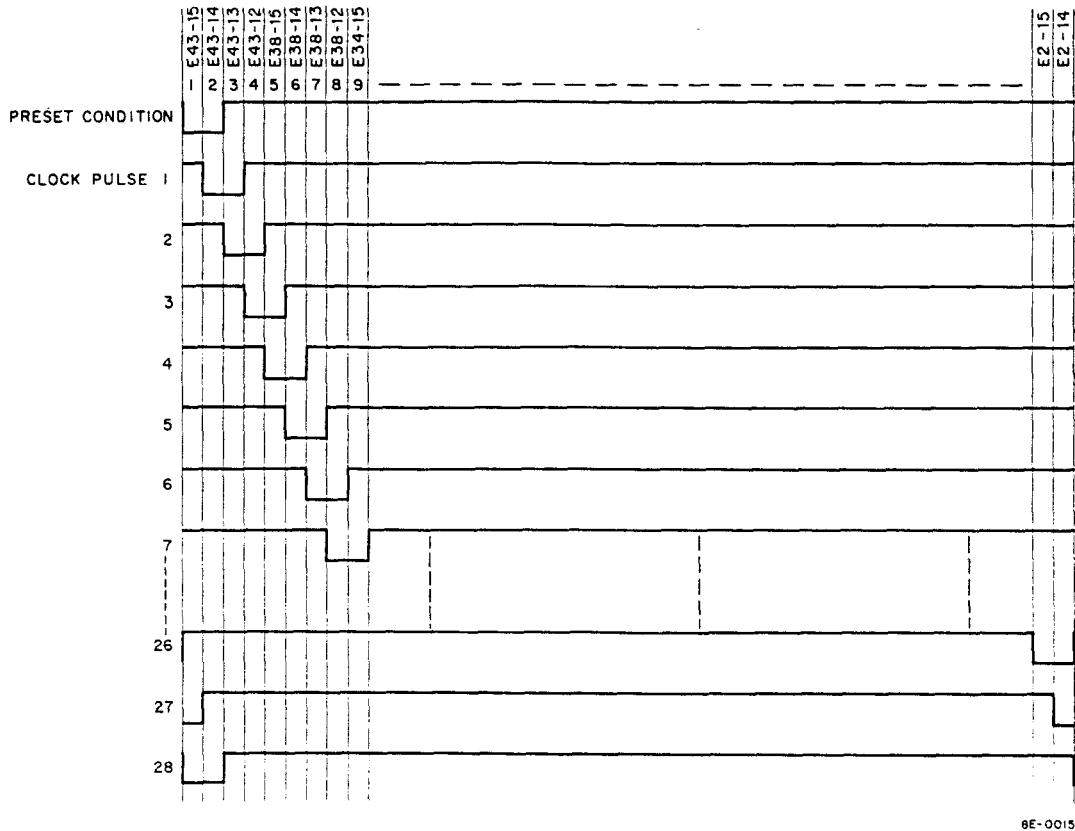 E43-15
E43-14
E43-13
E43-12
E38-15
E38-14
E38-13
E38-12
E34-15
E2-15
E2-14
1 2 3 4 5 6 7 8 9
PRESET CONDITION
CLOCK PULSE 1
2
3
4
5
6
7
26
27
28
8E-0015